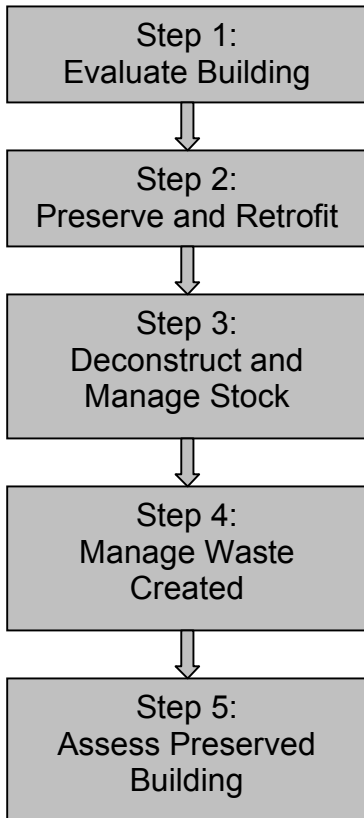 Step 1:
Evaluate Building
Step 2:
Preserve and Retrofit
Step 3:
Deconstruct and
Manage Stock
Step 4:
Manage Waste
Created
Step 5:
Assess Preserved
Building